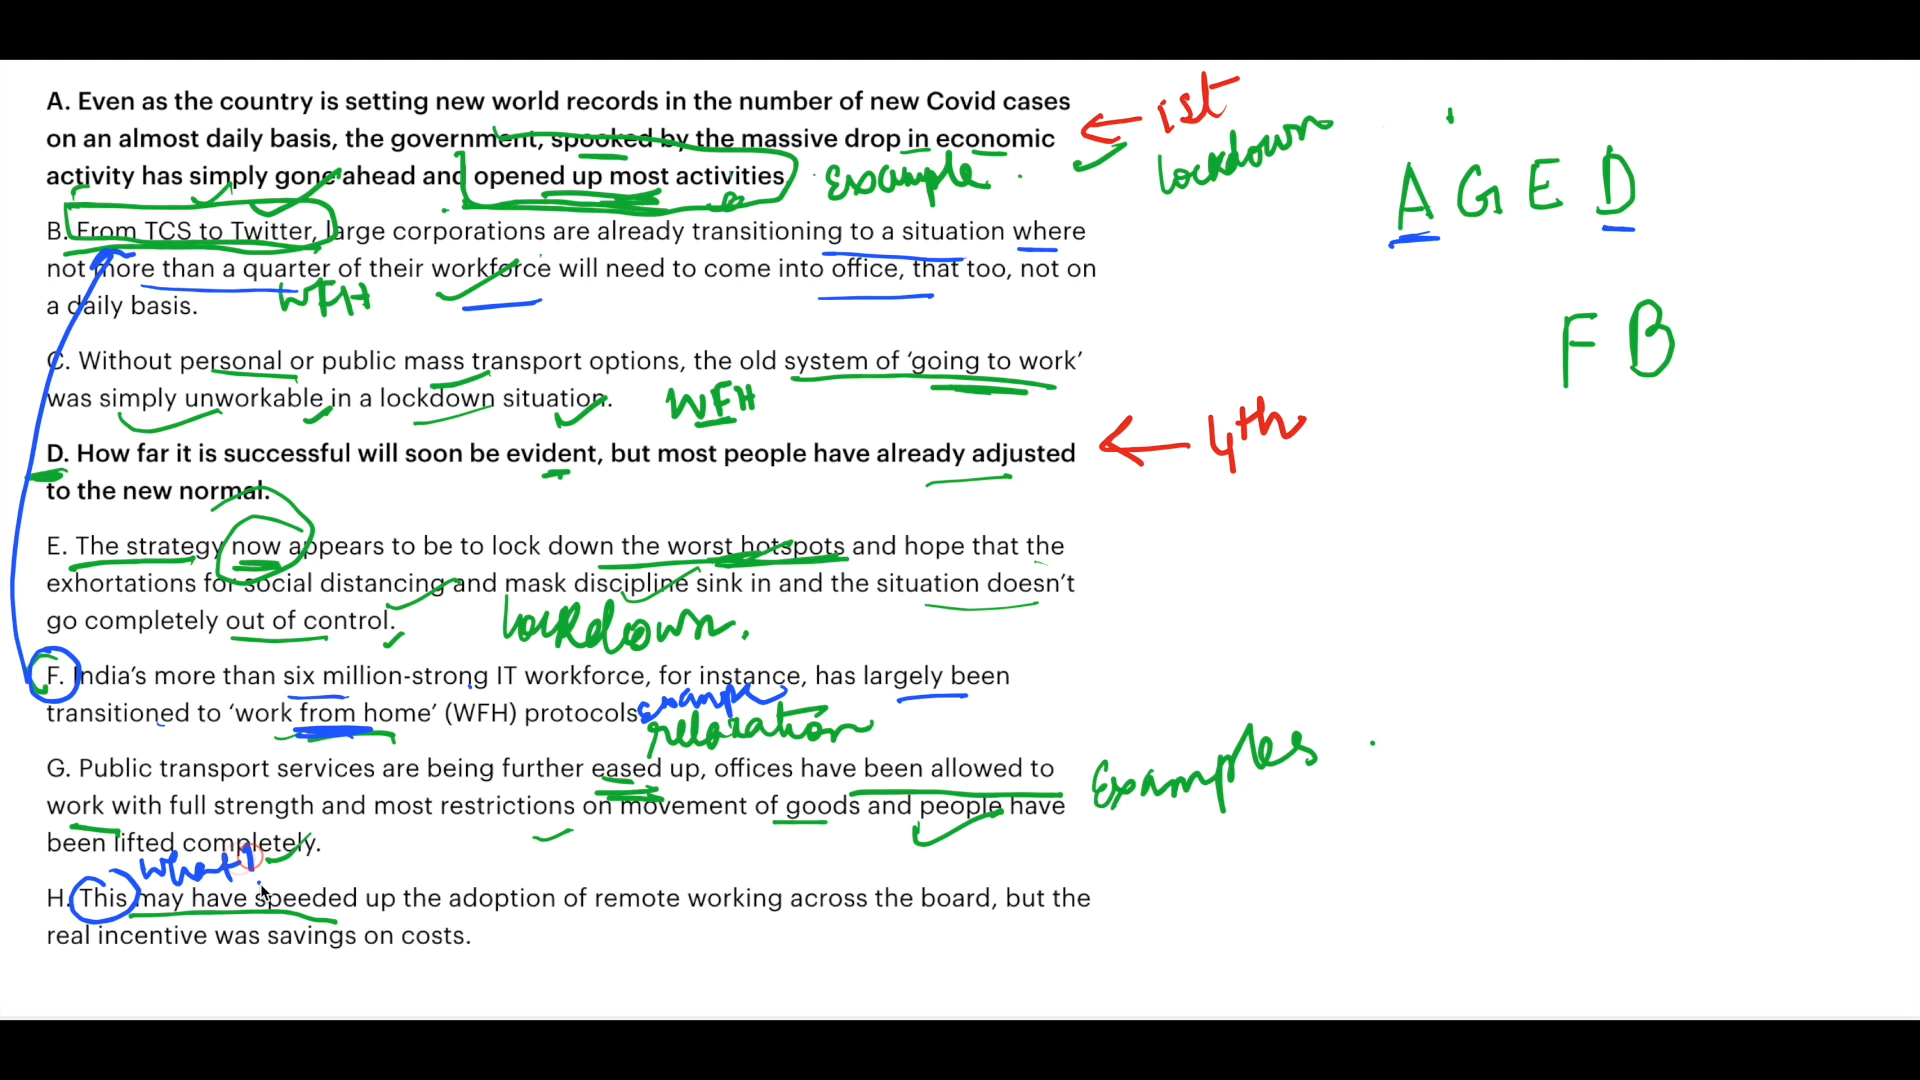 A. Even as the country is setting new world records in the number of new Covid cases
on an almost daily basis, the government, spooked by the massive drop in economic
activity has simply gone ahead and opened up most activities.
← 1st
lockdown
Example
A G E D
B. From TCS to Twitter, large corporations are already transitioning to a situation where
not more than a quarter of their workforce will need to come into office, that too, not on
a daily basis.
WFH
F B
C. Without personal or public mass transport options, the old system of ‘going to work’
was simply unworkable in a lockdown situation.
WFH
D. How far it is successful will soon be evident, but most people have already adjusted
to the new normal.
← 4th
E. The strategy now appears to be to lock down the worst hotspots and hope that the
exhortations for social distancing and mask discipline sink in and the situation doesn’t
go completely out of control.
lockdown.
F. India’s more than six million-strong IT workforce, for instance, has largely been
transitioned to ‘work from home’ (WFH) protocols
example
relaxation
G. Public transport services are being further eased up, offices have been allowed to
work with full strength and most restrictions on movement of goods and people have
been lifted completely.
Examples
what?
H. This may have speeded up the adoption of remote working across the board, but the
real incentive was savings on costs.